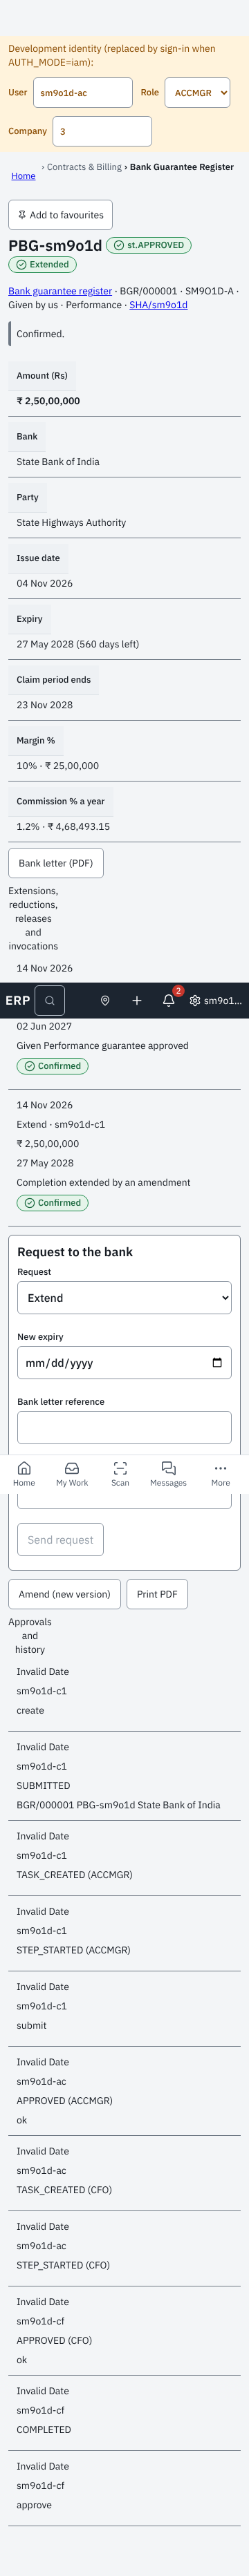 Development identity (replaced by sign-in when
AUTH_MODE=iam):
User sm9o1d-ac Role ACCMGR
Company 3
Home › Contracts & Billing › Bank Guarantee Register
Add to favourites
PBG-sm9o1d st.APPROVED
Extended
Bank guarantee register · BGR/000001 · SM9O1D-A ·
Given by us · Performance · SHA/sm9o1d
Confirmed.
Amount (Rs)
₹ 2,50,00,000
Bank
State Bank of India
Party
State Highways Authority
Issue date
04 Nov 2026
Expiry
27 May 2028 (560 days left)
Claim period ends
23 Nov 2028
Margin %
10% · ₹ 25,00,000
Commission % a year
1.2% · ₹ 4,68,493.15
Bank letter (PDF)
Extensions,
reductions,
releases
and
invocations
14 Nov 2026
ERP 2 sm9o1...
02 Jun 2027
Given Performance guarantee approved
Confirmed
14 Nov 2026
Extend · sm9o1d-c1
₹ 2,50,00,000
27 May 2028
Completion extended by an amendment
Confirmed
Request to the bank
Request
Extend
New expiry
mm/dd/yyyy
Bank letter reference
Home My Work Scan Messages More
Send request
Amend (new version) Print PDF
Approvals
and
history
Invalid Date
sm9o1d-c1
create
Invalid Date
sm9o1d-c1
SUBMITTED
BGR/000001 PBG-sm9o1d State Bank of India
Invalid Date
sm9o1d-c1
TASK_CREATED (ACCMGR)
Invalid Date
sm9o1d-c1
STEP_STARTED (ACCMGR)
Invalid Date
sm9o1d-c1
submit
Invalid Date
sm9o1d-ac
APPROVED (ACCMGR)
ok
Invalid Date
sm9o1d-ac
TASK_CREATED (CFO)
Invalid Date
sm9o1d-ac
STEP_STARTED (CFO)
Invalid Date
sm9o1d-cf
APPROVED (CFO)
ok
Invalid Date
sm9o1d-cf
COMPLETED
Invalid Date
sm9o1d-cf
approve